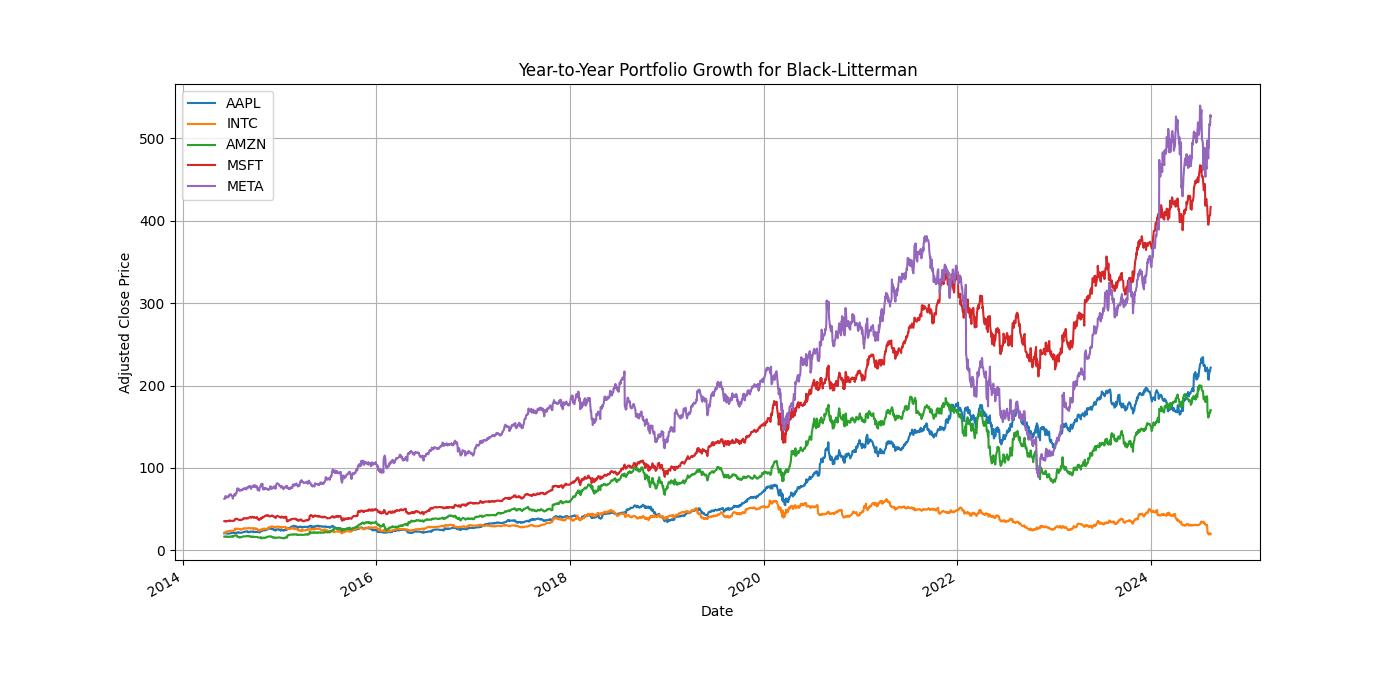 Year-to-Year Portfolio Growth for Black-Litterman
AAPL
INTC
AMZN
MSFT
META
Adjusted Close Price
500
400
300
200
100
0
2014
2016
2018
2020
2022
2024
Date